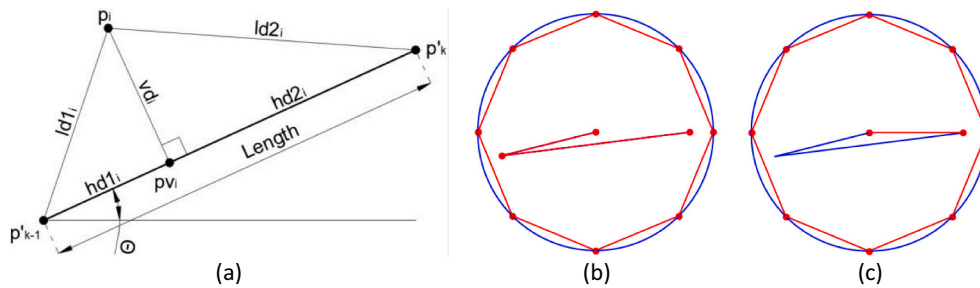 pᵢ
ld2ᵢ
p'ₖ
ld1ᵢ
vdᵢ
hd2ᵢ
Length
hd1ᵢ
pvᵢ
p'ₖ₋₁
Θ
(a)
(b)
(c)